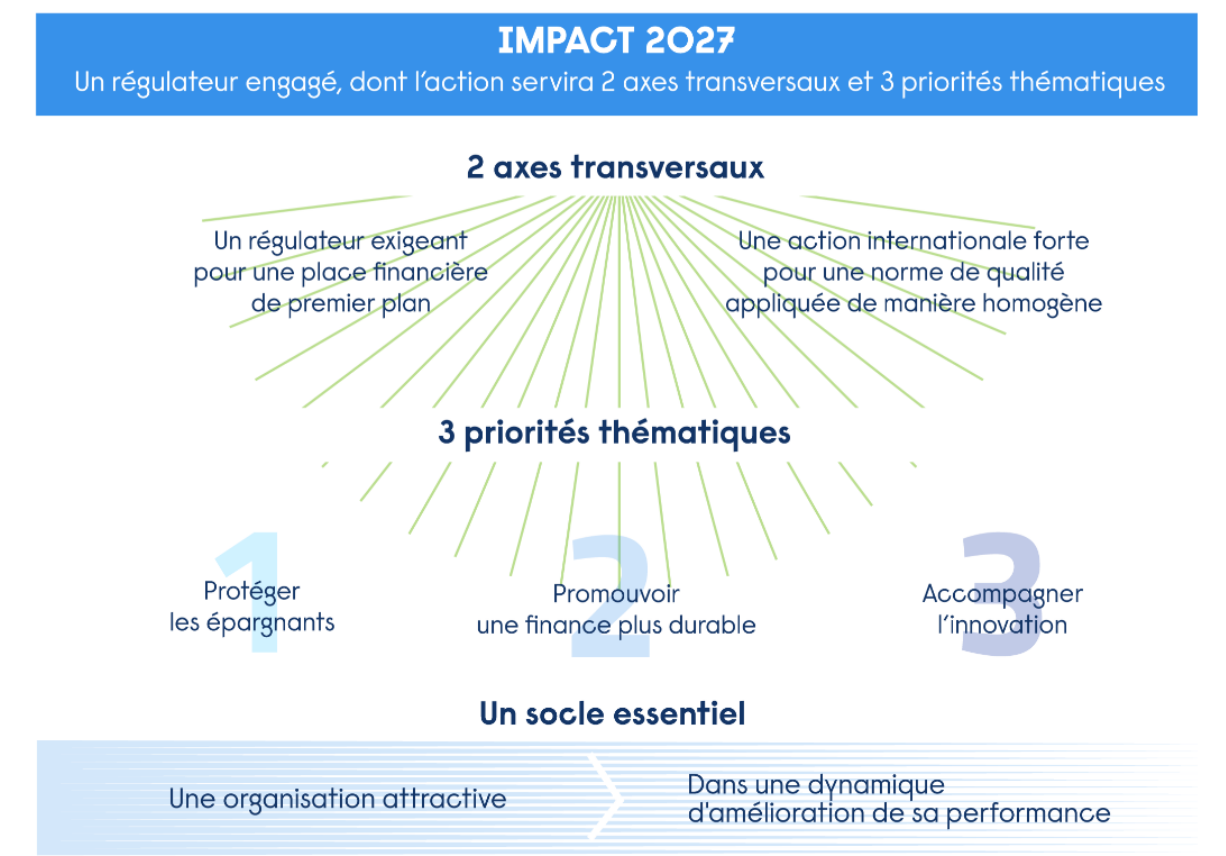 IMPACT 2027
Un régulateur engagé, dont l’action servira 2 axes transversaux et 3 priorités thématiques
2 axes transversaux
Un régulateur exigeant
pour une place financière
de premier plan
Une action internationale forte
pour une norme de qualité
appliquée de manière homogène
3 priorités thématiques
1
Protéger
les épargnants
2
Promouvoir
une finance plus durable
3
Accompagner
l’innovation
Un socle essentiel
Une organisation attractive
Dans une dynamique
d'amélioration de sa performance